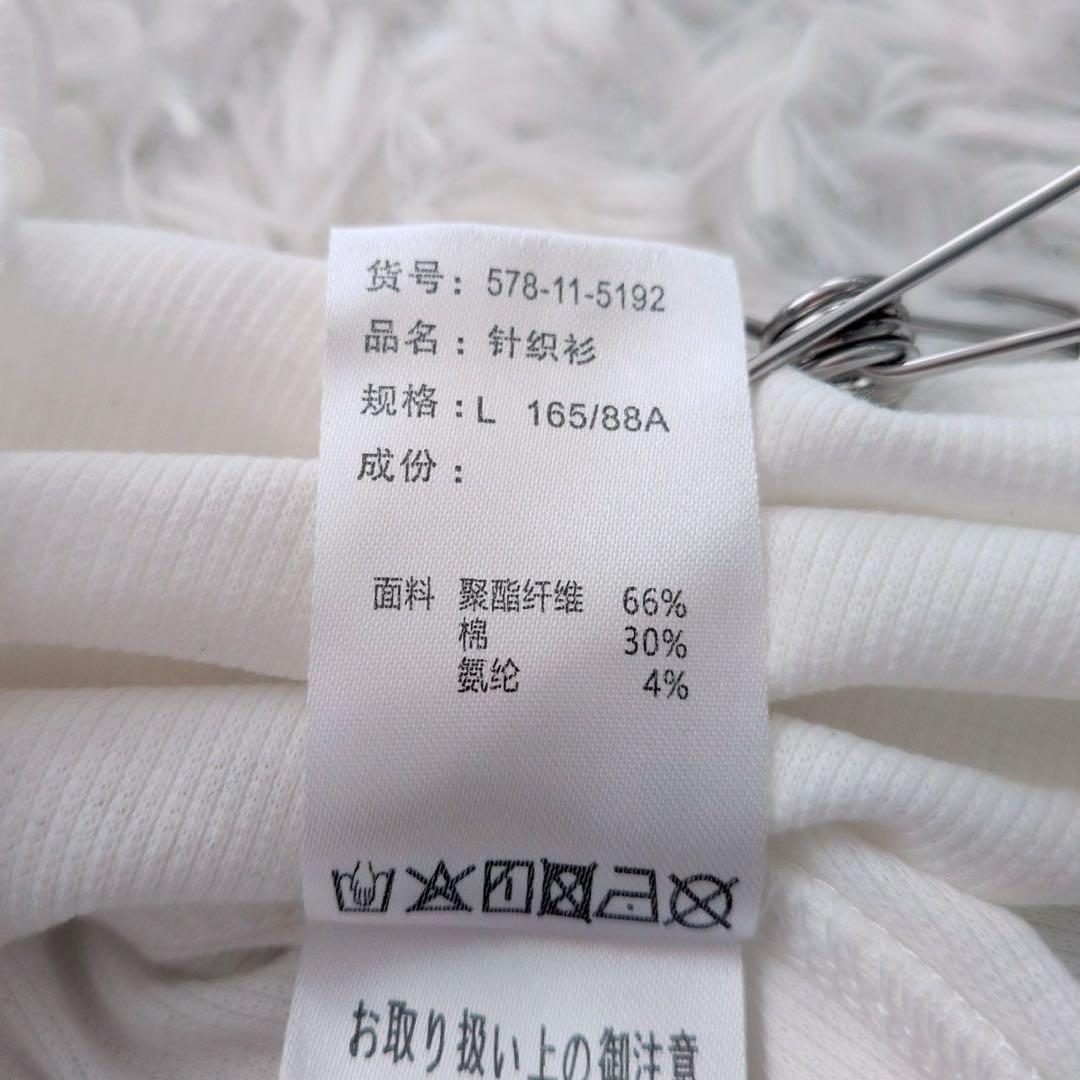 货号：578-11-5192
品名：针织衫
规格：L 165/88A
成份：
面料 聚酯纤维 66%
棉 30%
氨纶 4%
お取り扱い上の御注意